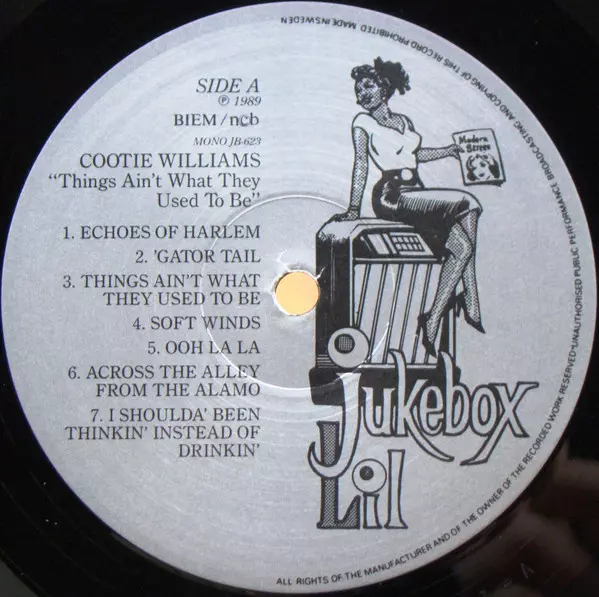 SIDE A
℗ 1989
BIEM / ncb
MONO JB-623
COOTIE WILLIAMS
"Things Ain't What They
Used To Be"
1. ECHOES OF HARLEM
2. 'GATOR TAIL
3. THINGS AIN'T WHAT
THEY USED TO BE
4. SOFT WINDS
5. OOH LA LA
6. ACROSS THE ALLEY
FROM THE ALAMO
7. I SHOULDA' BEEN
THINKIN' INSTEAD OF
DRINKIN'
Modern
Screen
Jukebox
Lil
ALL RIGHTS OF THE MANUFACTURER AND OF THE OWNER OF THE RECORDED WORK RESERVED-UNAUTHORISED PUBLIC PERFORMANCE BROADCASTING AND COPYING OF THIS RECORD PROHIBITED MADE IN SWEDEN